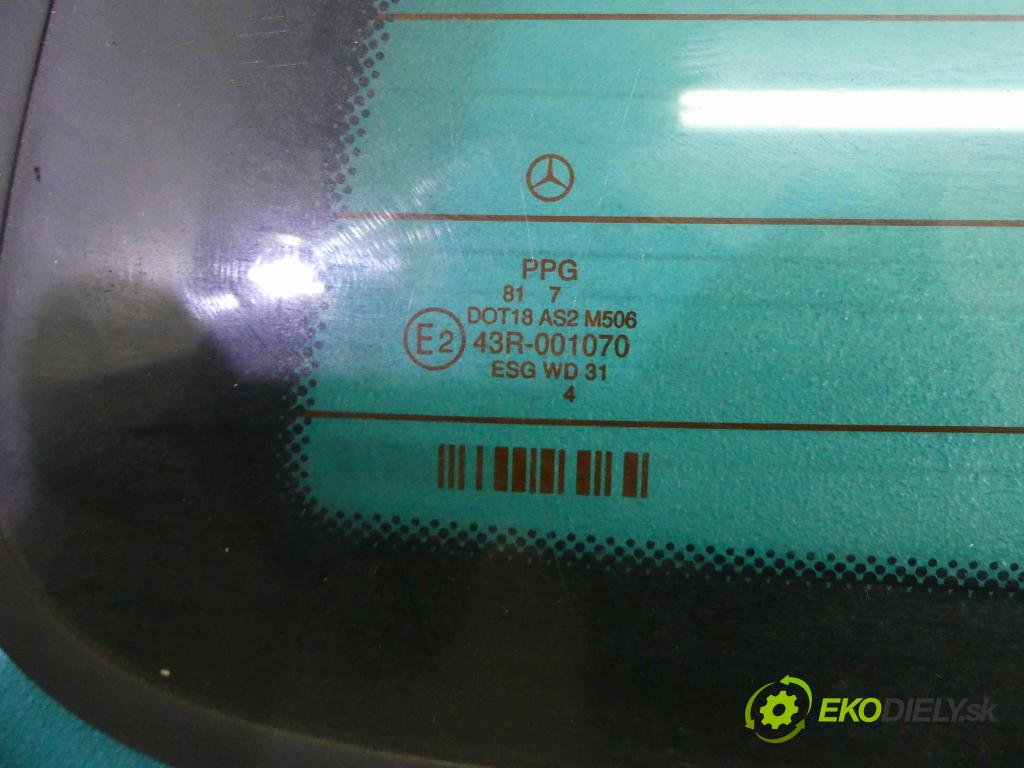 PPG
81 7
DOT18 AS2 M506
E2 43R-001070
ESG WD 31
4
EKODIELY.sk